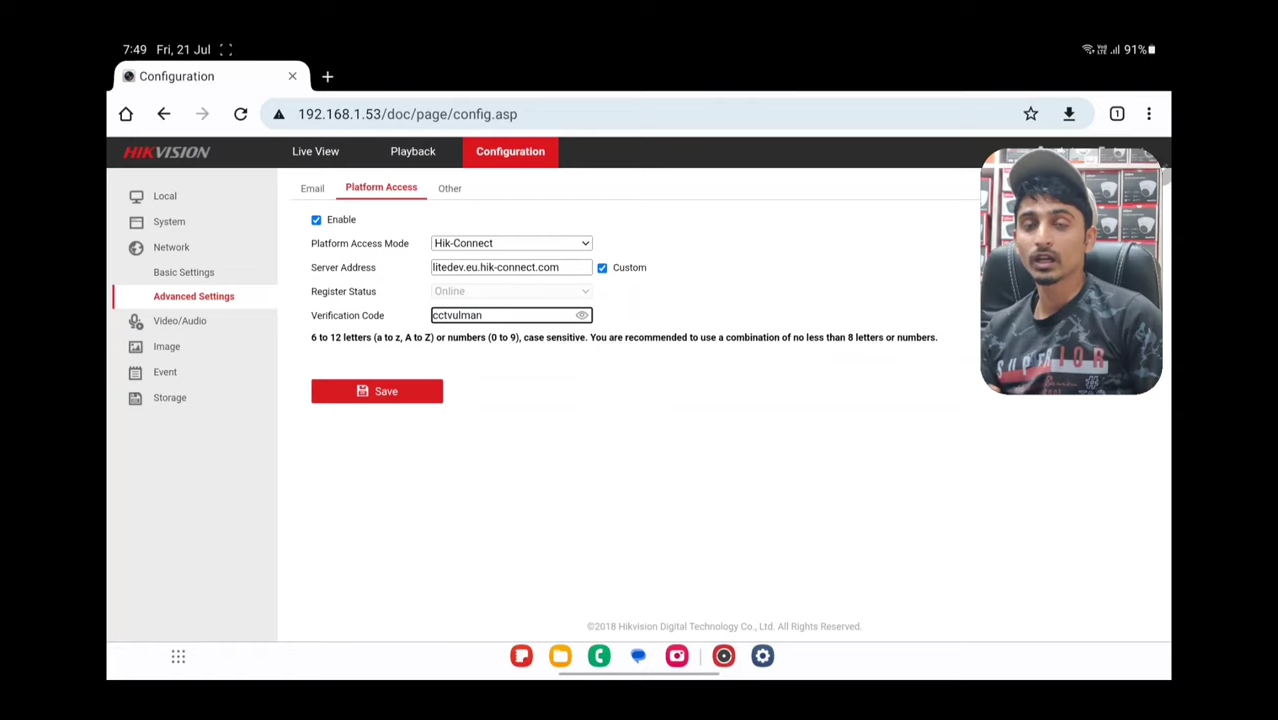 7:49 Fri, 21 Jul
91%
Configuration
192.168.1.53/doc/page/config.asp
1
HIKVISION
Live View
Playback
Configuration
Local
System
Network
Basic Settings
Advanced Settings
Video/Audio
Image
Event
Storage
Email
Platform Access
Other
Enable
Platform Access Mode
Hik-Connect
Server Address
litedev.eu.hik-connect.com
Custom
Register Status
Online
Verification Code
cctvulman
6 to 12 letters (a to z, A to Z) or numbers (0 to 9), case sensitive. You are recommended to use a combination of no less than 8 letters or numbers.
Save
SUPERIOR
©2018 Hikvision Digital Technology Co., Ltd. All Rights Reserved.